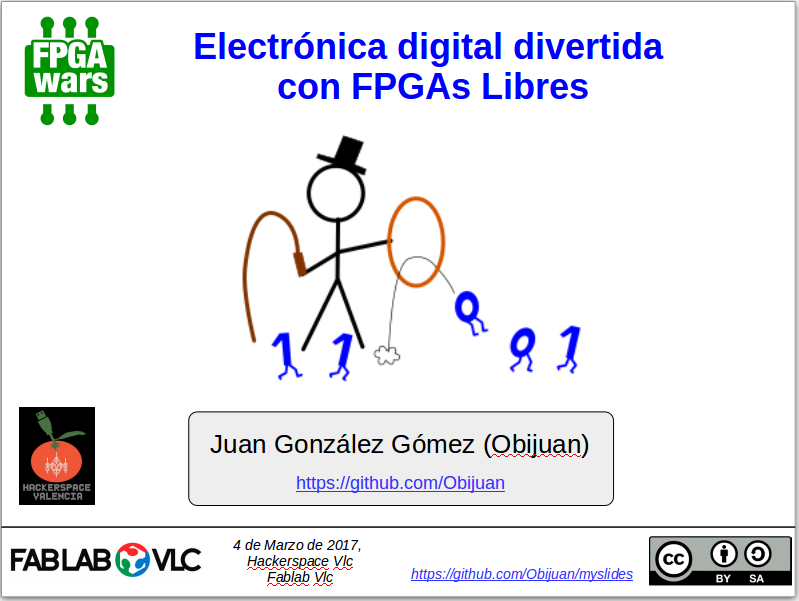 FPGA
wars
Electrónica digital divertida
con FPGAs Libres
1 1 0 0 1
HACKERSPACE
VALENCIA
Juan González Gómez (Obijuan)
https://github.com/Obijuan
FABLAB VLC
4 de Marzo de 2017,
Hackerspace Vlc
Fablab Vlc
https://github.com/Obijuan/myslides
cc
BY SA